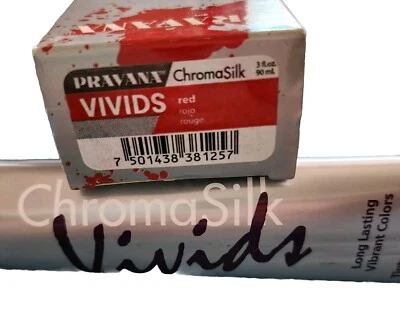 PRAVANA
PRAVANA ChromaSilk 3 fl.oz. 90 mL
VIVIDS red
rojo
rouge
7 501438 381257
ChromaSilk
Vivids
Long Lasting
Vibrant Colors